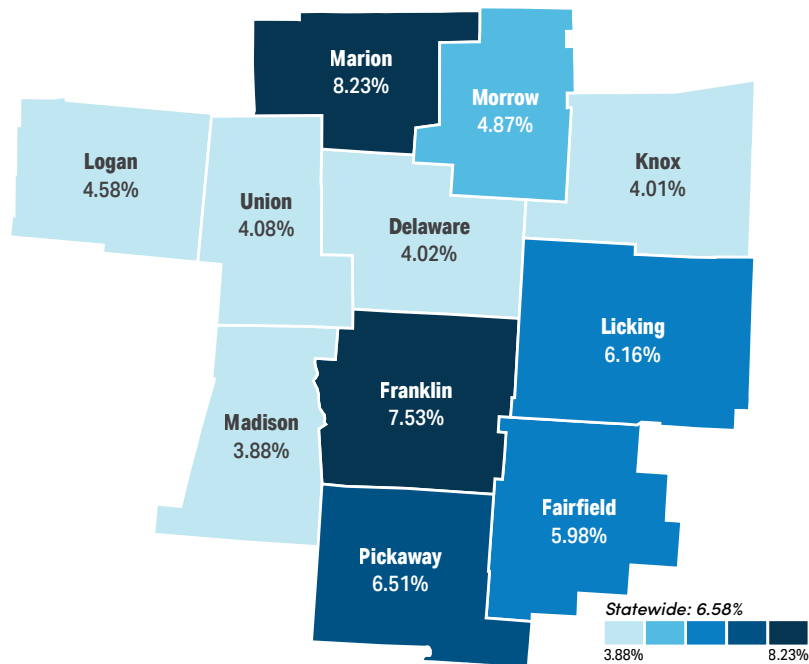 Marion
8.23%
Morrow
4.87%
Logan
4.58%
Knox
4.01%
Union
4.08%
Delaware
4.02%
Licking
6.16%
Franklin
7.53%
Madison
3.88%
Fairfield
5.98%
Pickaway
6.51%
Statewide: 6.58%
3.88% 8.23%